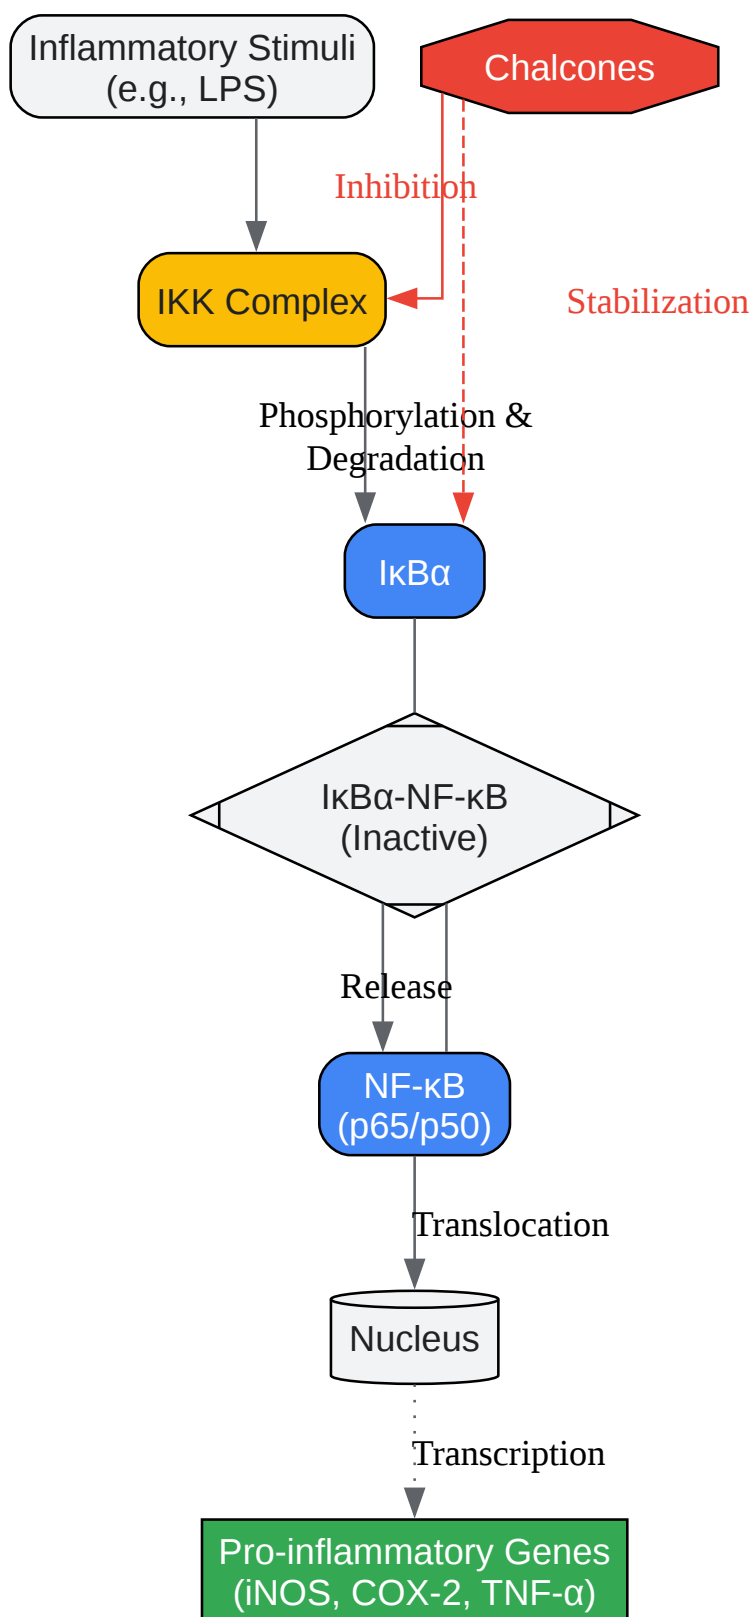 Inflammatory Stimuli
(e.g., LPS)
Chalcones
Inhibition
IKK Complex
Stabilization
Phosphorylation &
Degradation
IκBα
IκBα-NF-κB
(Inactive)
Release
NF-κB
(p65/p50)
Translocation
Nucleus
Transcription
Pro-inflammatory Genes
(iNOS, COX-2, TNF-α)